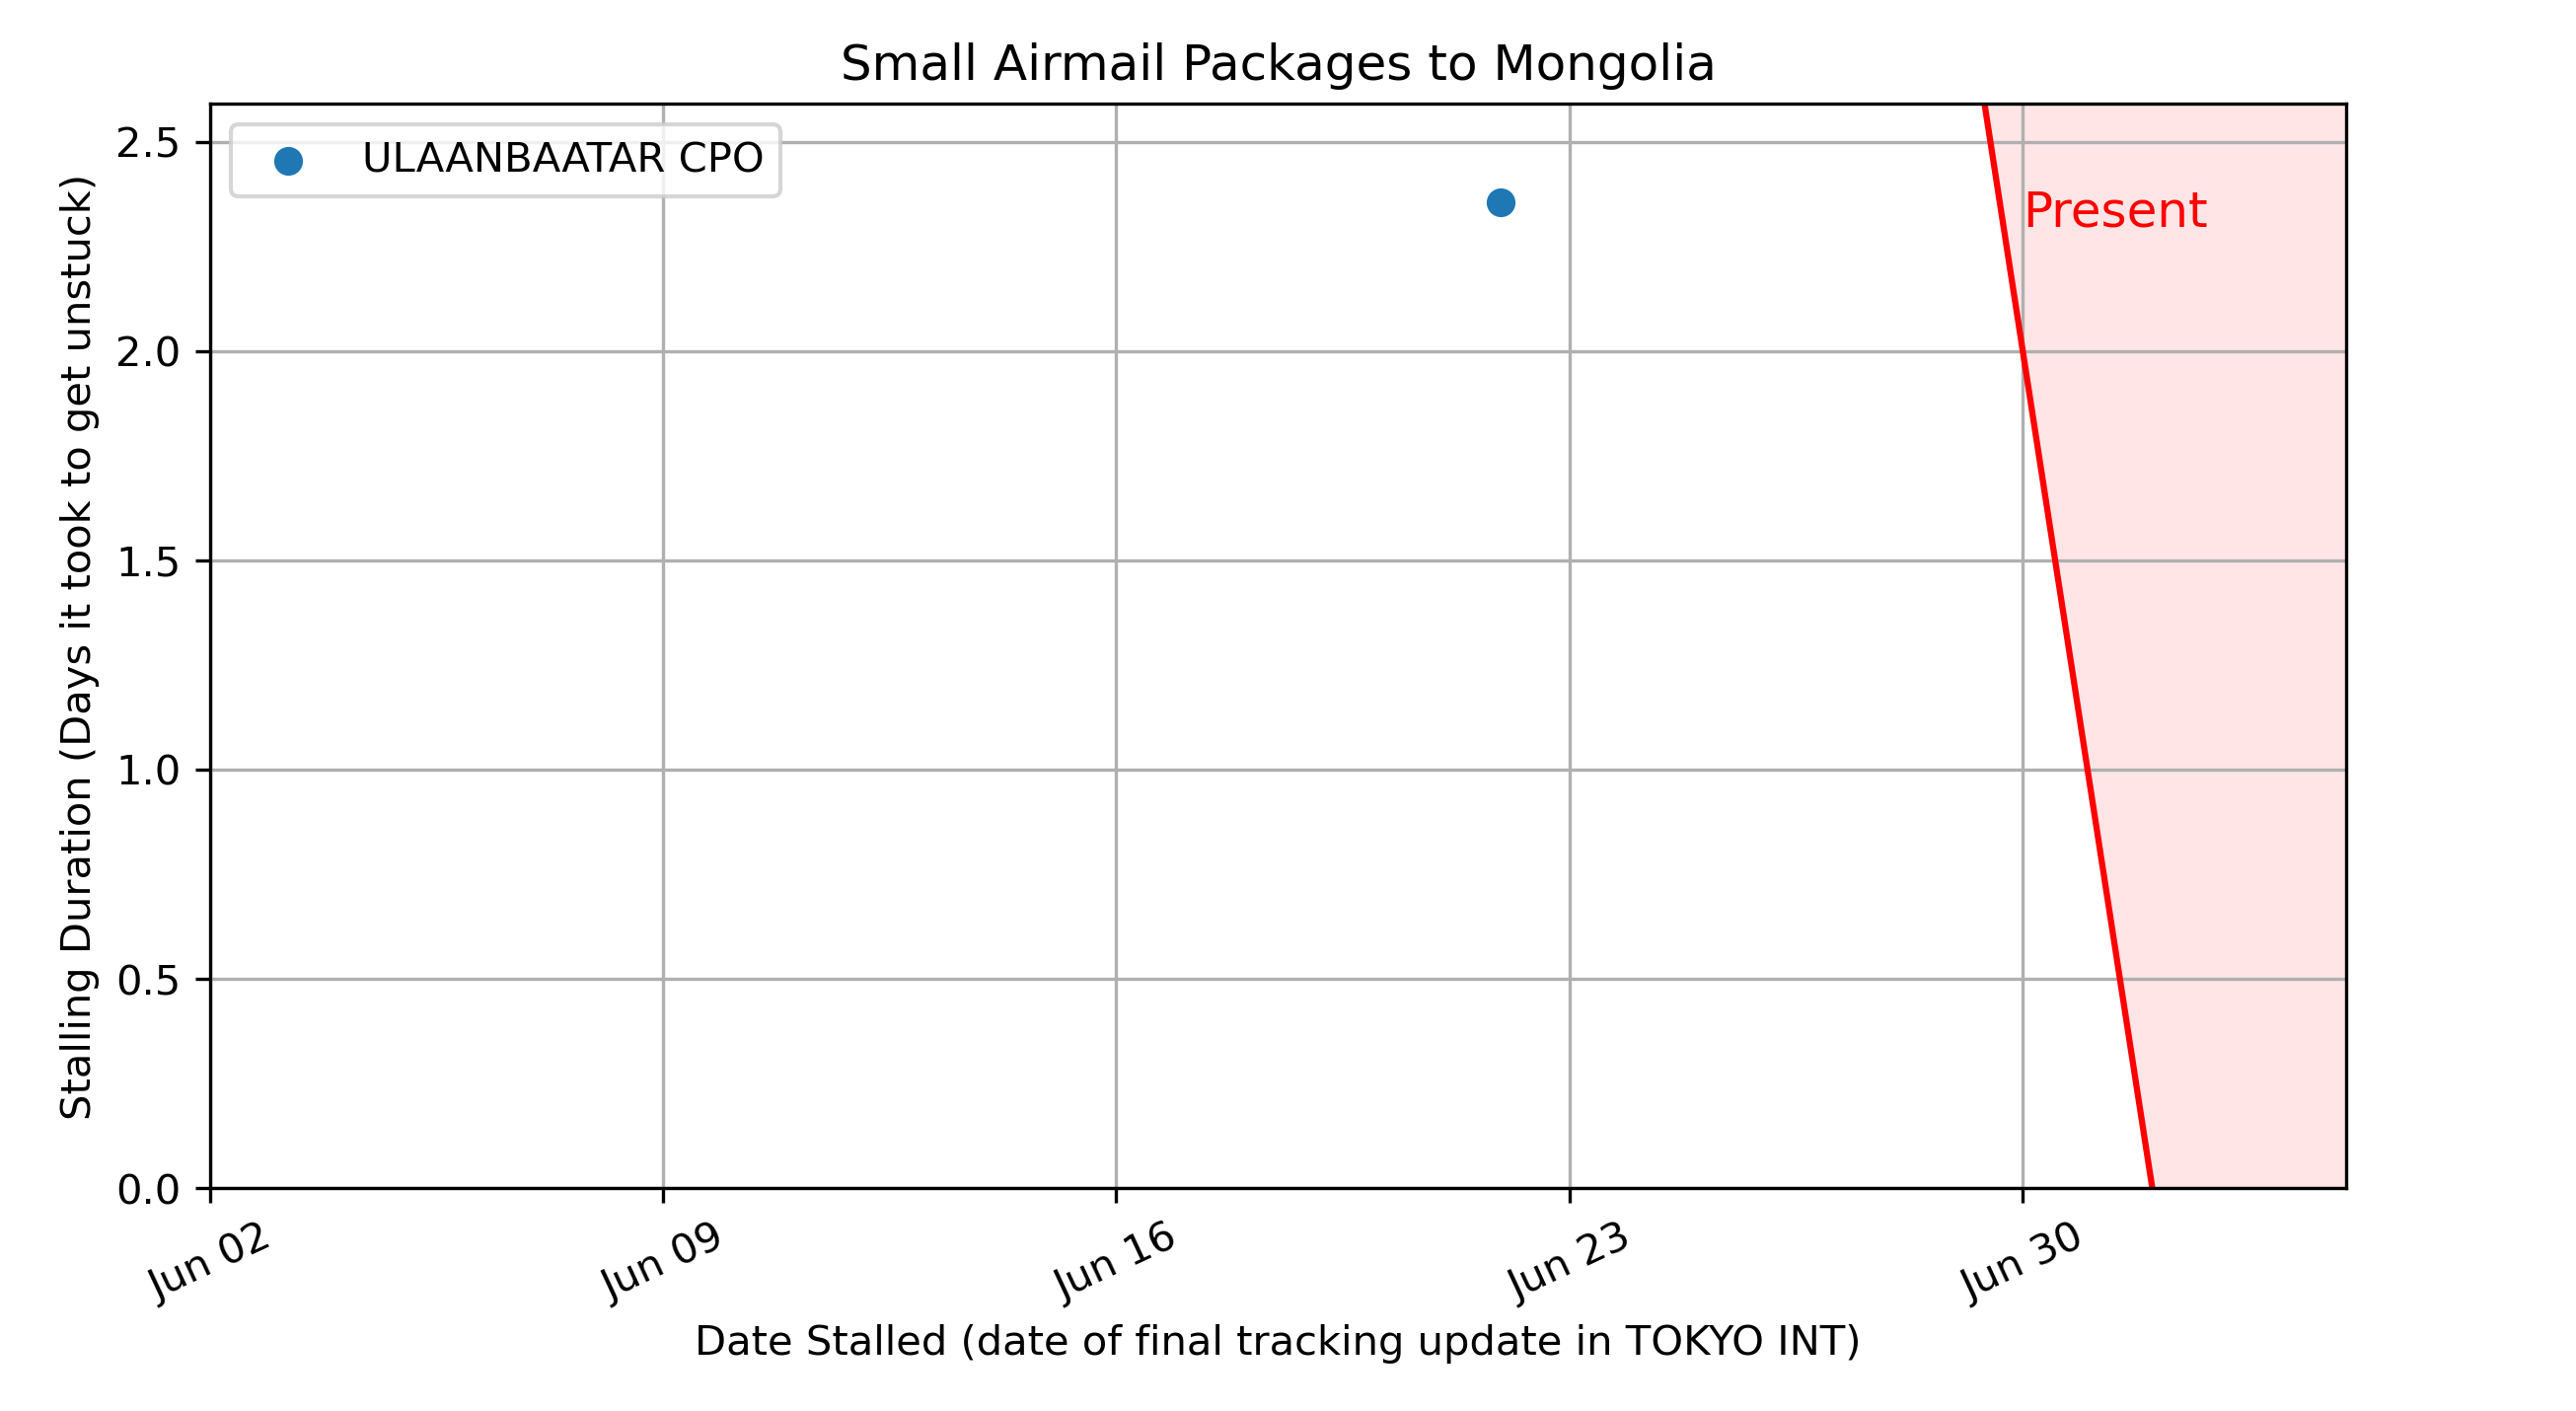 Small Airmail Packages to Mongolia
ULAANBAATAR CPO
Present
Stalling Duration (Days it took to get unstuck)
2.5
2.0
1.5
1.0
0.5
0.0
Jun 02
Jun 09
Jun 16
Jun 23
Jun 30
Date Stalled (date of final tracking update in TOKYO INT)